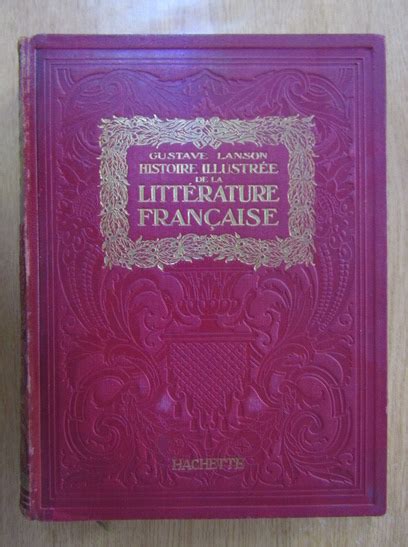 GUSTAVE LANSON
HISTOIRE ILLUSTRÉE
DE LA
LITTÉRATURE
FRANÇAISE
HACHETTE